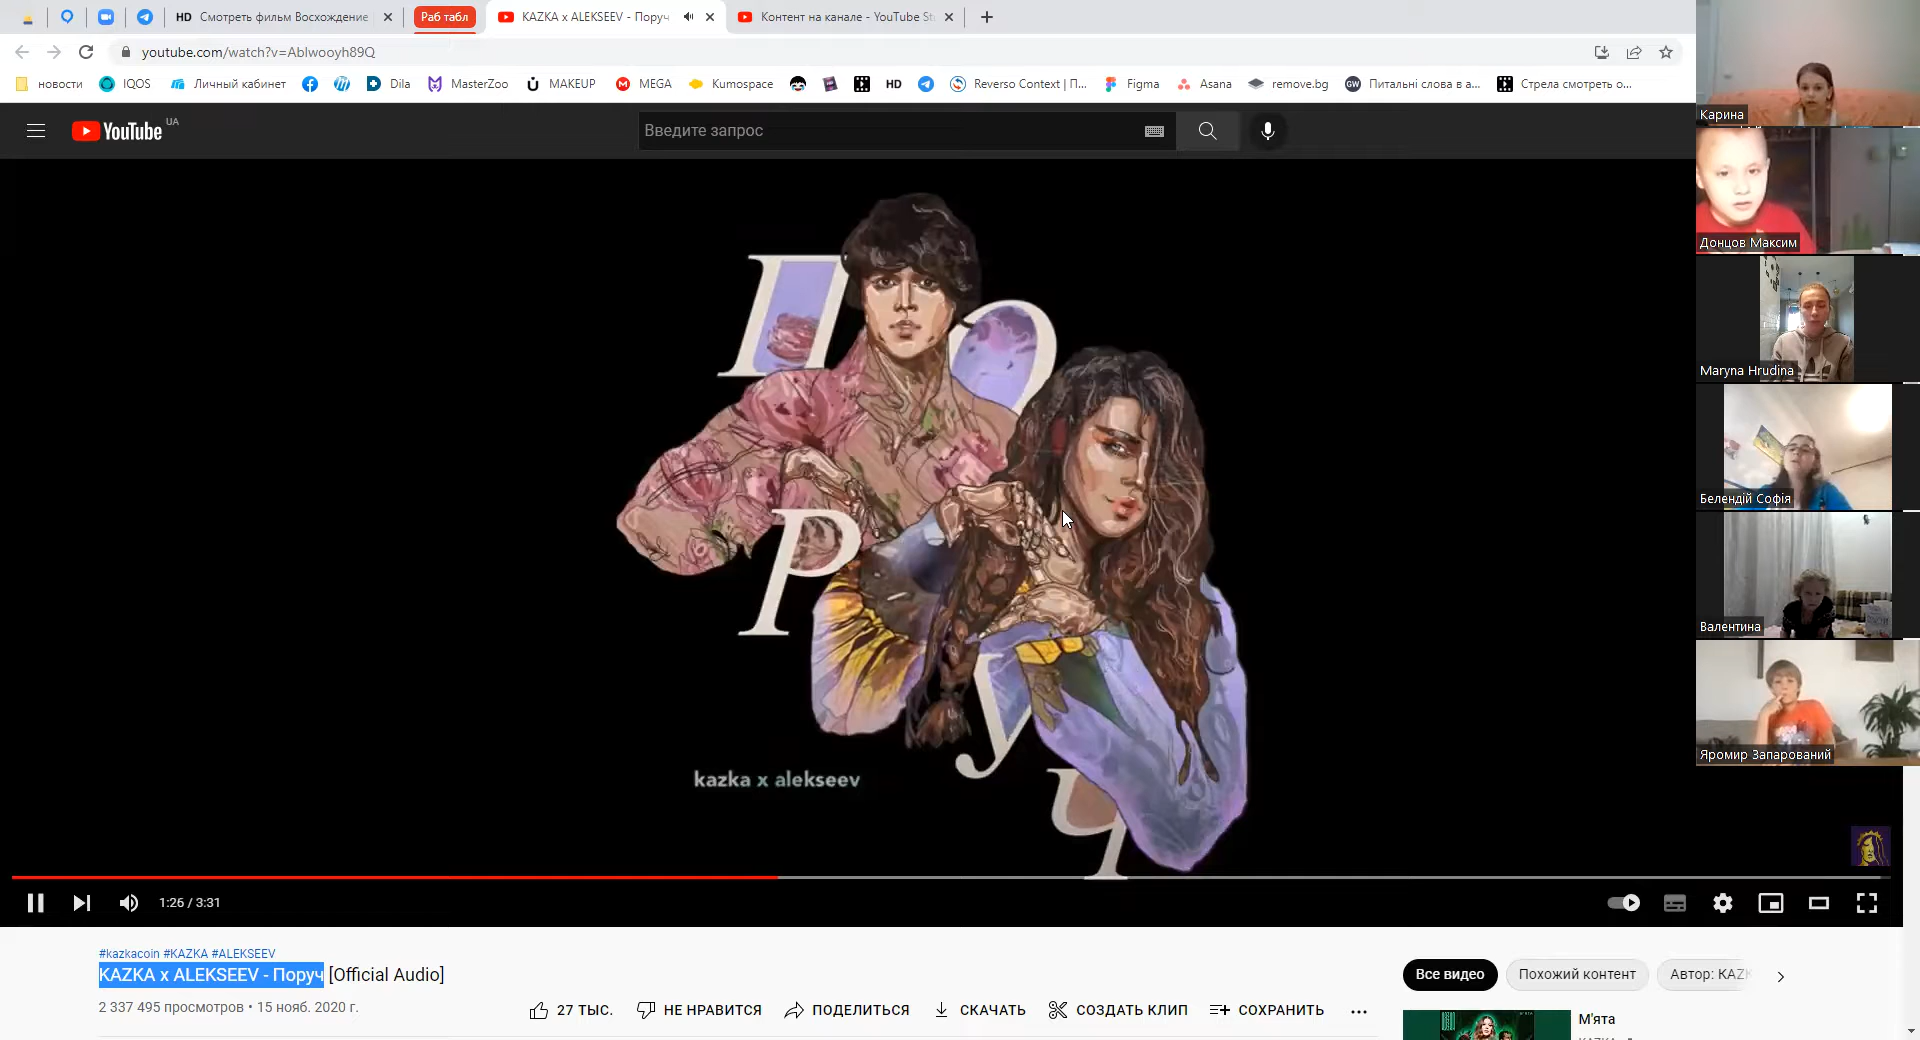 HD Смотреть фильм Восхождение
Раб табл
KAZKA x ALEKSEEV - Поруч
Контент на канале - YouTube St
youtube.com/watch?v=Ablwooyh89Q
новости
IQOS
Личный кабинет
Dila
MasterZoo
MAKEUP
MEGA
Kumospace
HD
Reverso Context | П...
Figma
Asana
remove.bg
GW
Питальні слова в а...
Стрела смотреть о...
YouTube UA
Введите запрос
П
о
р
у
ч
kazka x alekseev
1:26 / 3:31
#kazkacoin #KAZKA #ALEKSEEV
KAZKA x ALEKSEEV - Поруч [Official Audio]
2 337 495 просмотров • 15 нояб. 2020 г.
27 ТЫС.
НЕ НРАВИТСЯ
ПОДЕЛИТЬСЯ
СКАЧАТЬ
СОЗДАТЬ КЛИП
СОХРАНИТЬ
Все видео
Похожий контент
Автор: KAZK
М'ята
Карина
Донцов Максим
Maryna Hrudina
Белендій Софія
Валентина
Яромир Запарований